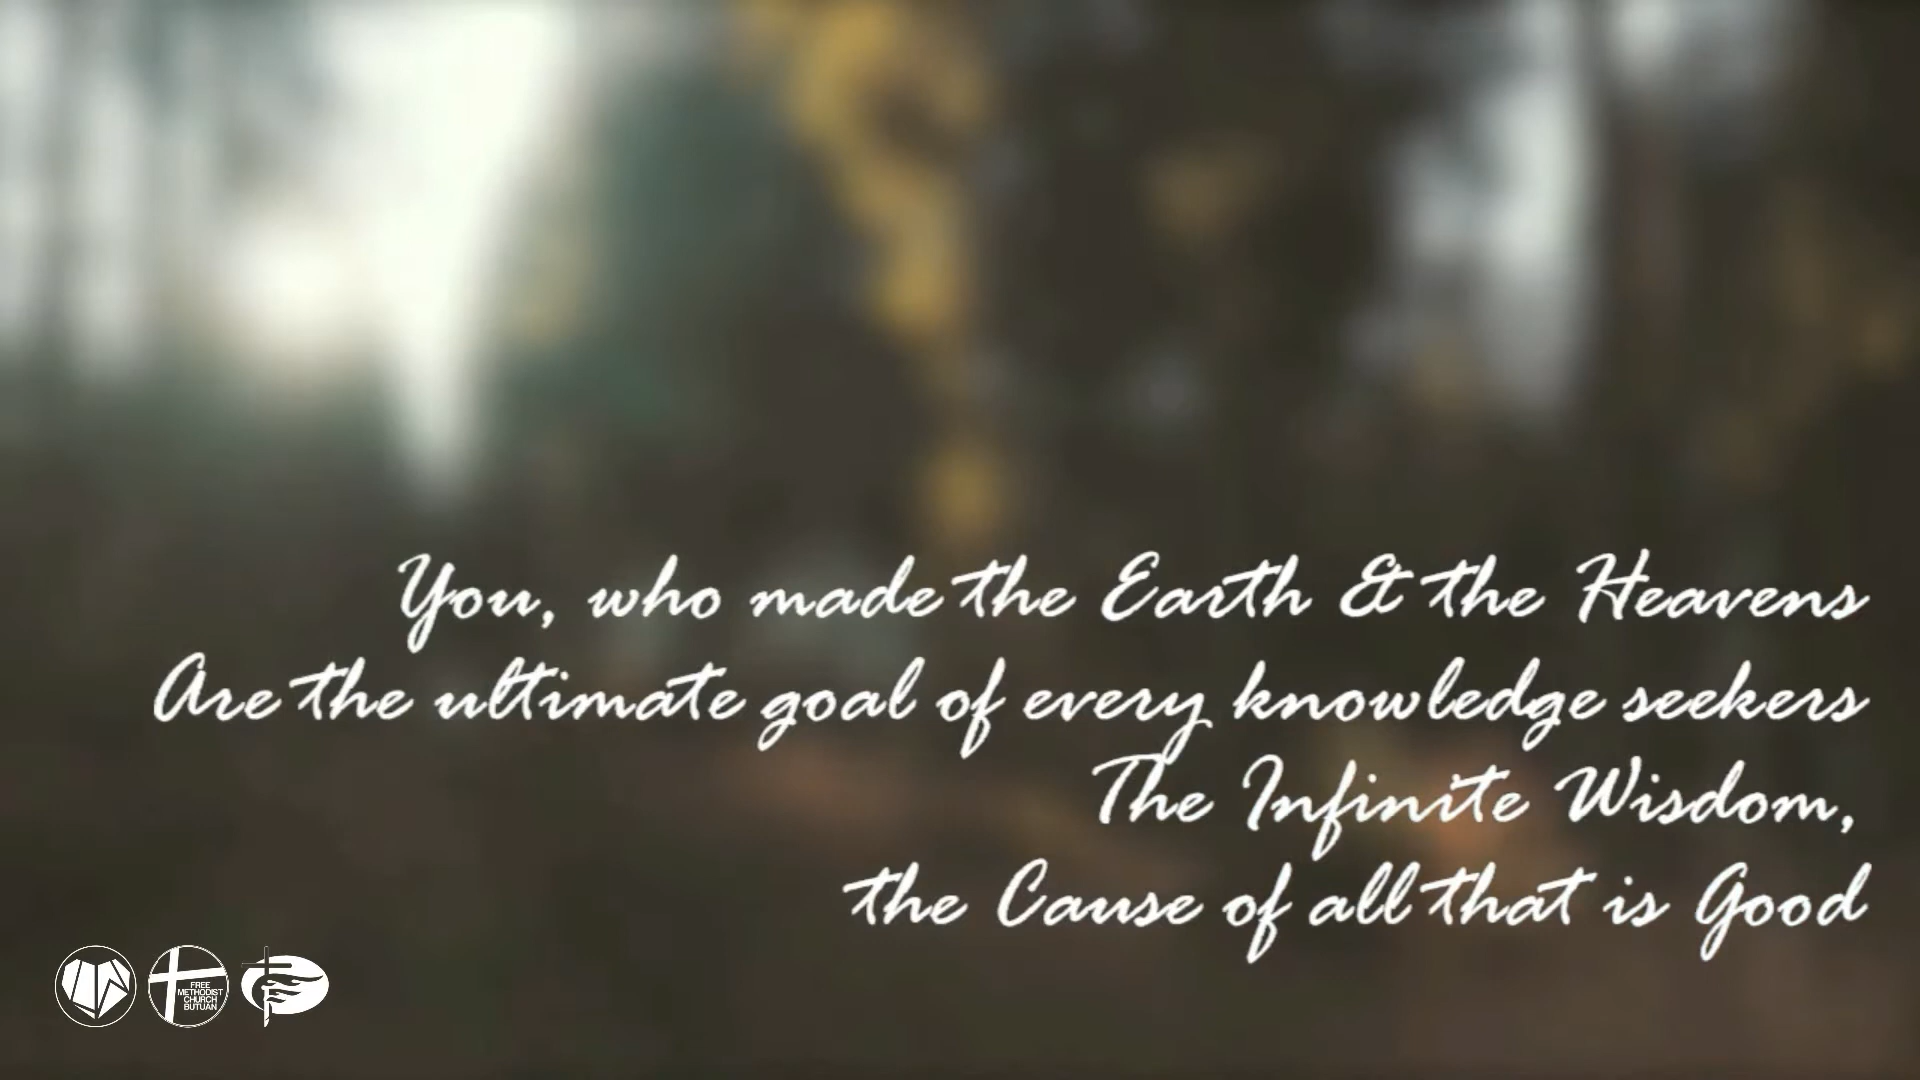 You, who made the Earth & the Heavens
Are the ultimate goal of every knowledge seekers
The Infinite Wisdom,
the Cause of all that is Good
FREE
METHODIST
CHURCH
BUTUAN